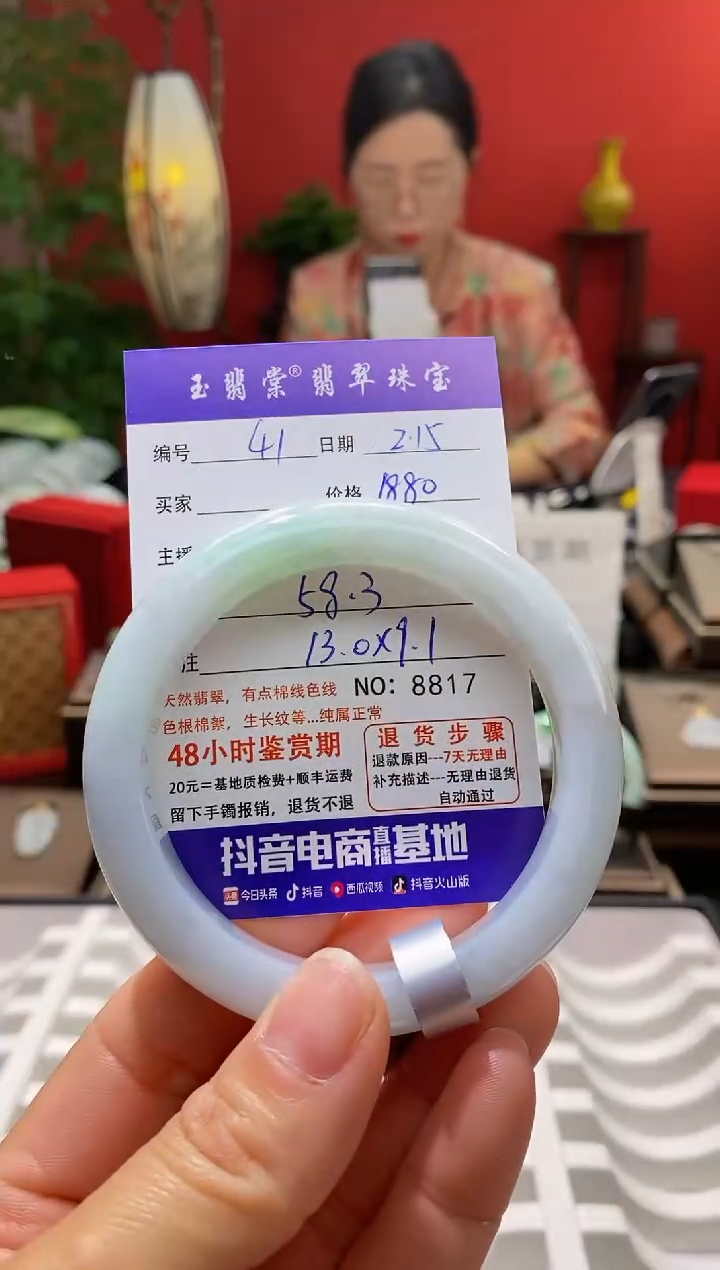 玉翡棠®翡翠珠宝
编号 41 日期 2.15
买家 价格 1880
主播
58.3
注 13.0X9.1
天然翡翠，有点棉线色线 NO：8817
色根棉絮，生长纹等...纯属正常
48小时鉴赏期
20元＝基地质检费+顺丰运费
留下手镯报销，退货不退
退货步骤
退款原因---7天无理由
补充描述---无理由退货
自动通过
抖音电商直播基地
头条 今日头条 抖音 西瓜视频 抖音火山版